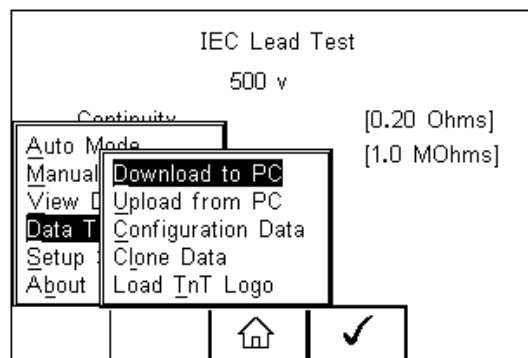 IEC Lead Test
500 v
Continuity [0.20 Ohms]
[1.0 MOhms]
Auto Mode
Manual
View
Data T
Setup
About
Download to PC
Upload from PC
Configuration Data
Clone Data
Load TnT Logo